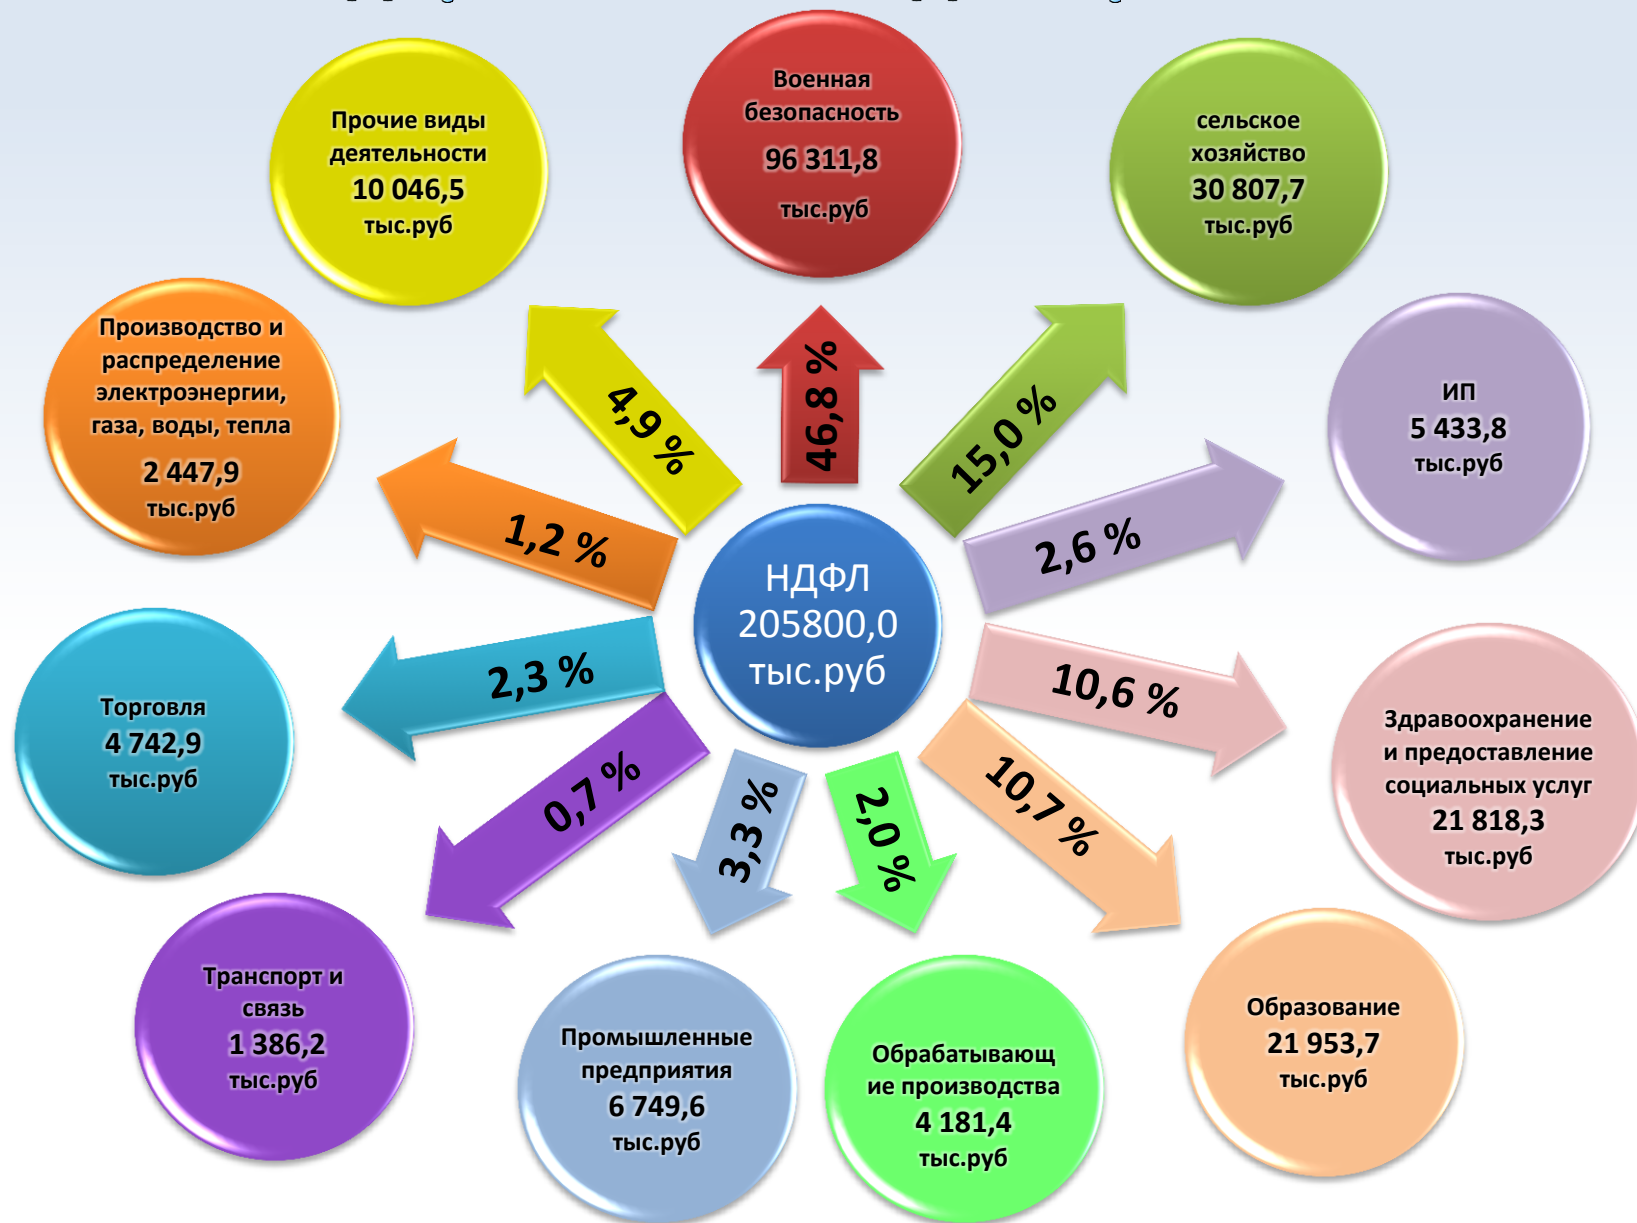 Военная
безопасность
96 311,8
тыс.руб
Прочие виды
деятельности
10 046,5
тыс.руб
сельское
хозяйство
30 807,7
тыс.руб
Производство и
распределение
электроэнергии,
газа, воды, тепла
2 447,9
тыс.руб
ИП
5 433,8
тыс.руб
4,9 %
46,8 %
15,0 %
1,2 %
2,6 %
НДФЛ
205800,0
тыс.руб
2,3 %
10,6 %
0,7 %
3,3 %
2,0 %
10,7 %
Торговля
4 742,9
тыс.руб
Здравоохранение
и предоставление
социальных услуг
21 818,3
тыс.руб
Транспорт и
связь
1 386,2
тыс.руб
Промышленные
предприятия
6 749,6
тыс.руб
Обрабатывающ
ие производства
4 181,4
тыс.руб
Образование
21 953,7
тыс.руб